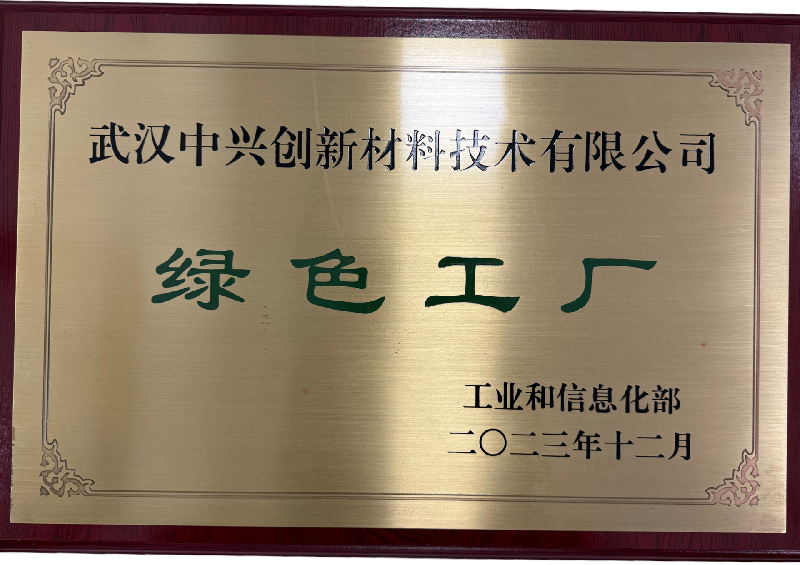 武汉中兴创新材料技术有限公司
绿色工厂
工业和信息化部
二〇二三年十二月